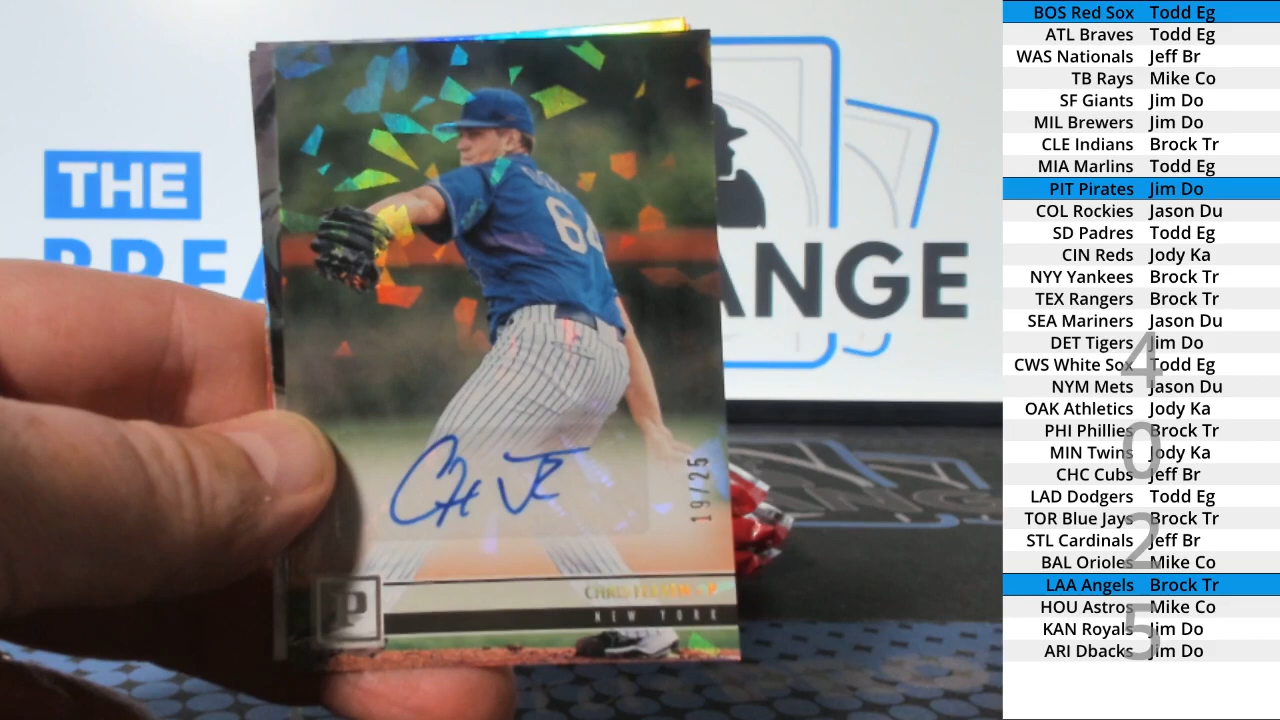 THE
ANGE
64
19/25
P
NEW YORK
BOS Red Sox Todd Eg
ATL Braves Todd Eg
WAS Nationals Jeff Br
TB Rays Mike Co
SF Giants Jim Do
MIL Brewers Jim Do
CLE Indians Brock Tr
MIA Marlins Todd Eg
PIT Pirates Jim Do
COL Rockies Jason Du
SD Padres Todd Eg
CIN Reds Jody Ka
NYY Yankees Brock Tr
TEX Rangers Brock Tr
SEA Mariners Jason Du
DET Tigers Jim Do
CWS White Sox Todd Eg
NYM Mets Jason Du
OAK Athletics Jody Ka
PHI Phillies Brock Tr
MIN Twins Jody Ka
CHC Cubs Jeff Br
LAD Dodgers Todd Eg
TOR Blue Jays Brock Tr
STL Cardinals Jeff Br
BAL Orioles Mike Co
LAA Angels Brock Tr
HOU Astros Mike Co
KAN Royals Jim Do
ARI Dbacks Jim Do
4
0
2
5